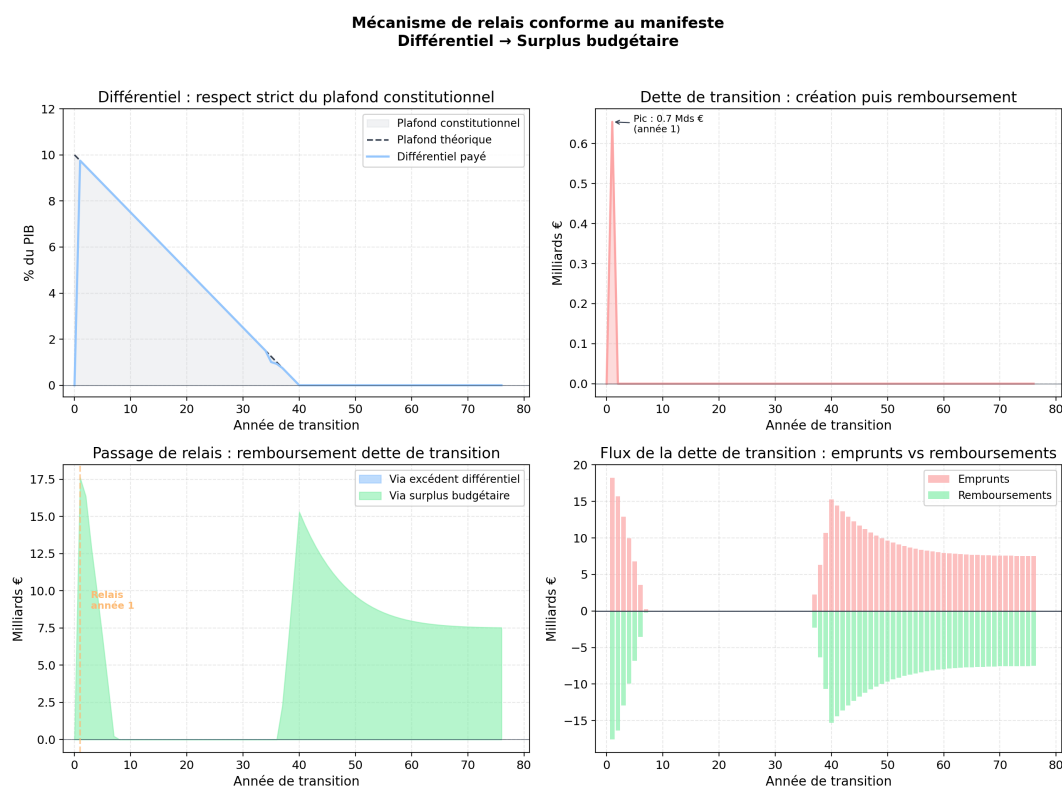 Mécanisme de relais conforme au manifeste
Différentiel → Surplus budgétaire
Différentiel : respect strict du plafond constitutionnel
12
10
8
6
4
2
0
% du PIB
Plafond constitutionnel
Plafond théorique
Différentiel payé
0 10 20 30 40 50 60 70 80
Année de transition
Dette de transition : création puis remboursement
Pic : 0.7 Mds €
(année 1)
0.6
0.5
0.4
0.3
0.2
0.1
0.0
Milliards €
0 10 20 30 40 50 60 70 80
Année de transition
Passage de relais : remboursement dette de transition
17.5
15.0
12.5
10.0
7.5
5.0
2.5
0.0
Milliards €
Via excédent différentiel
Via surplus budgétaire
Relais
année 1
0 10 20 30 40 50 60 70 80
Année de transition
Flux de la dette de transition : emprunts vs remboursements
20
15
10
5
0
−5
−10
−15
Milliards €
Emprunts
Remboursements
0 10 20 30 40 50 60 70 80
Année de transition